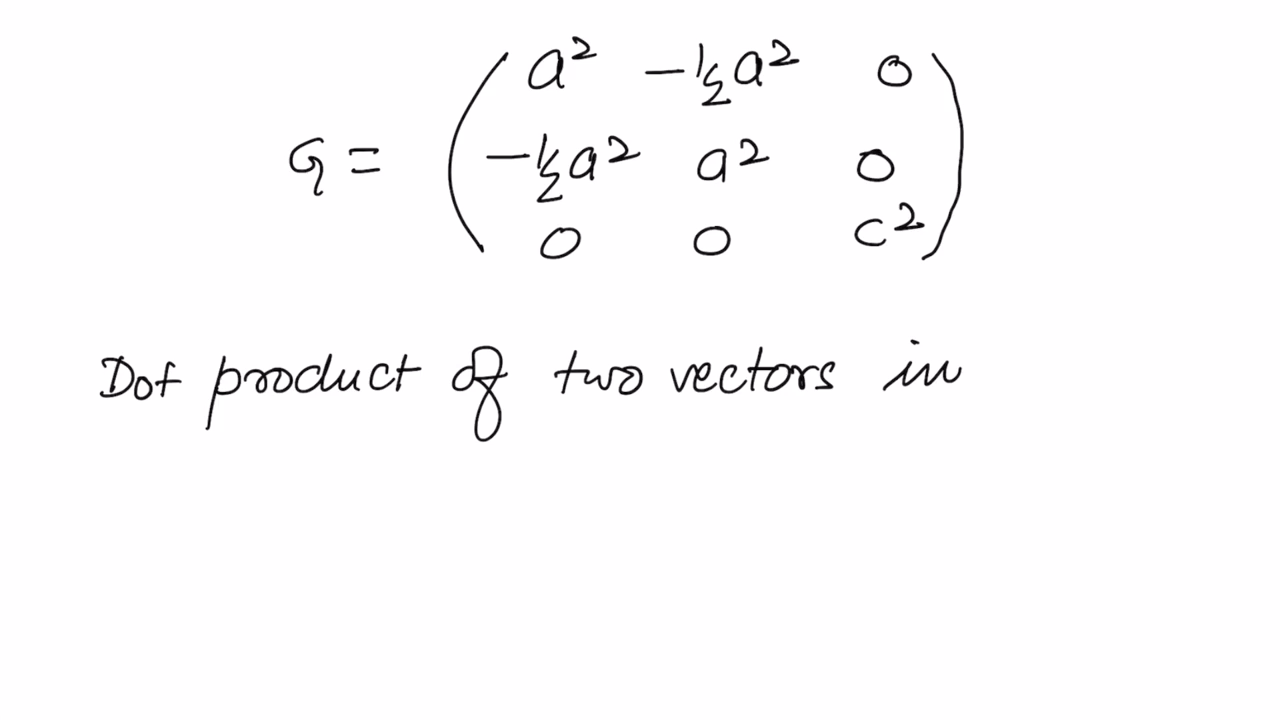 a² -½a² 0
G = -½a² a² 0
0 0 c²
Dot product of two vectors in